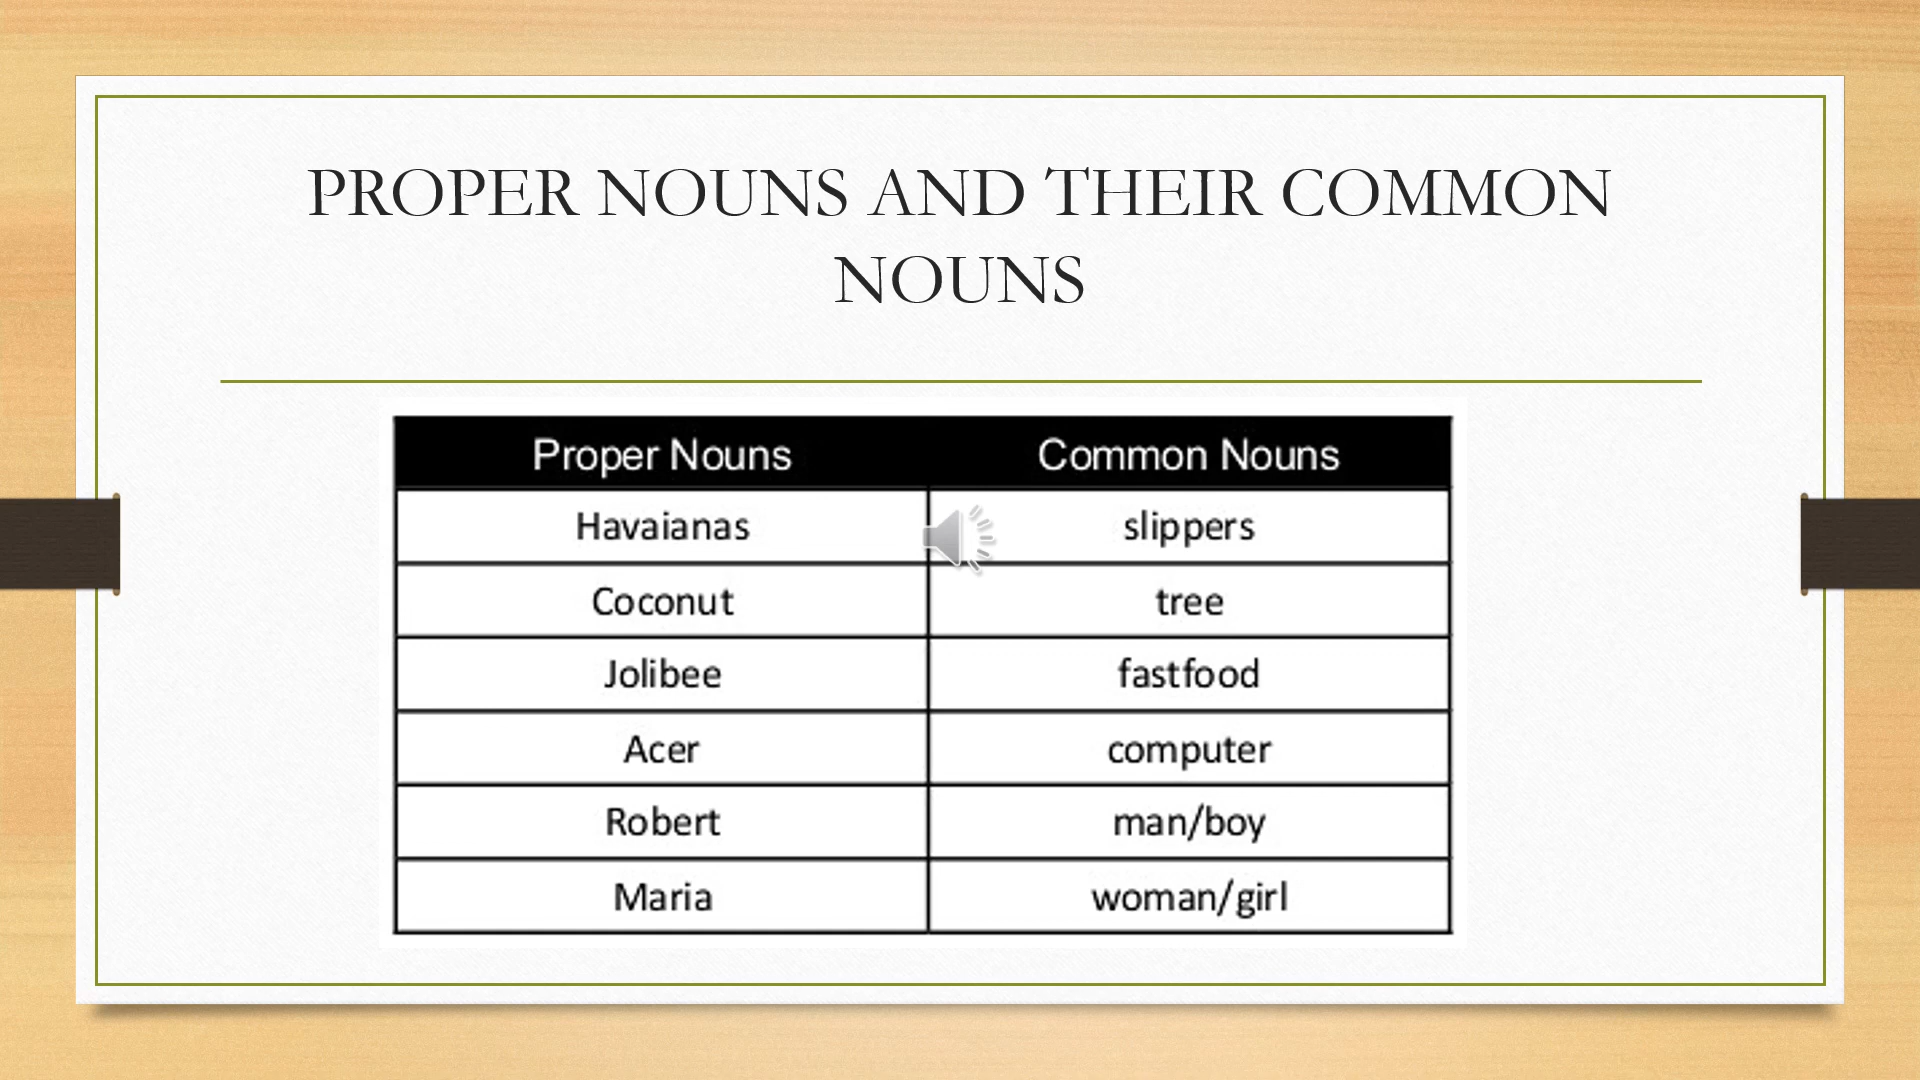 PROPER NOUNS AND THEIR COMMON
NOUNS
Proper Nouns Common Nouns
Havaianas slippers
Coconut tree
Jolibee fastfood
Acer computer
Robert man/boy
Maria woman/girl